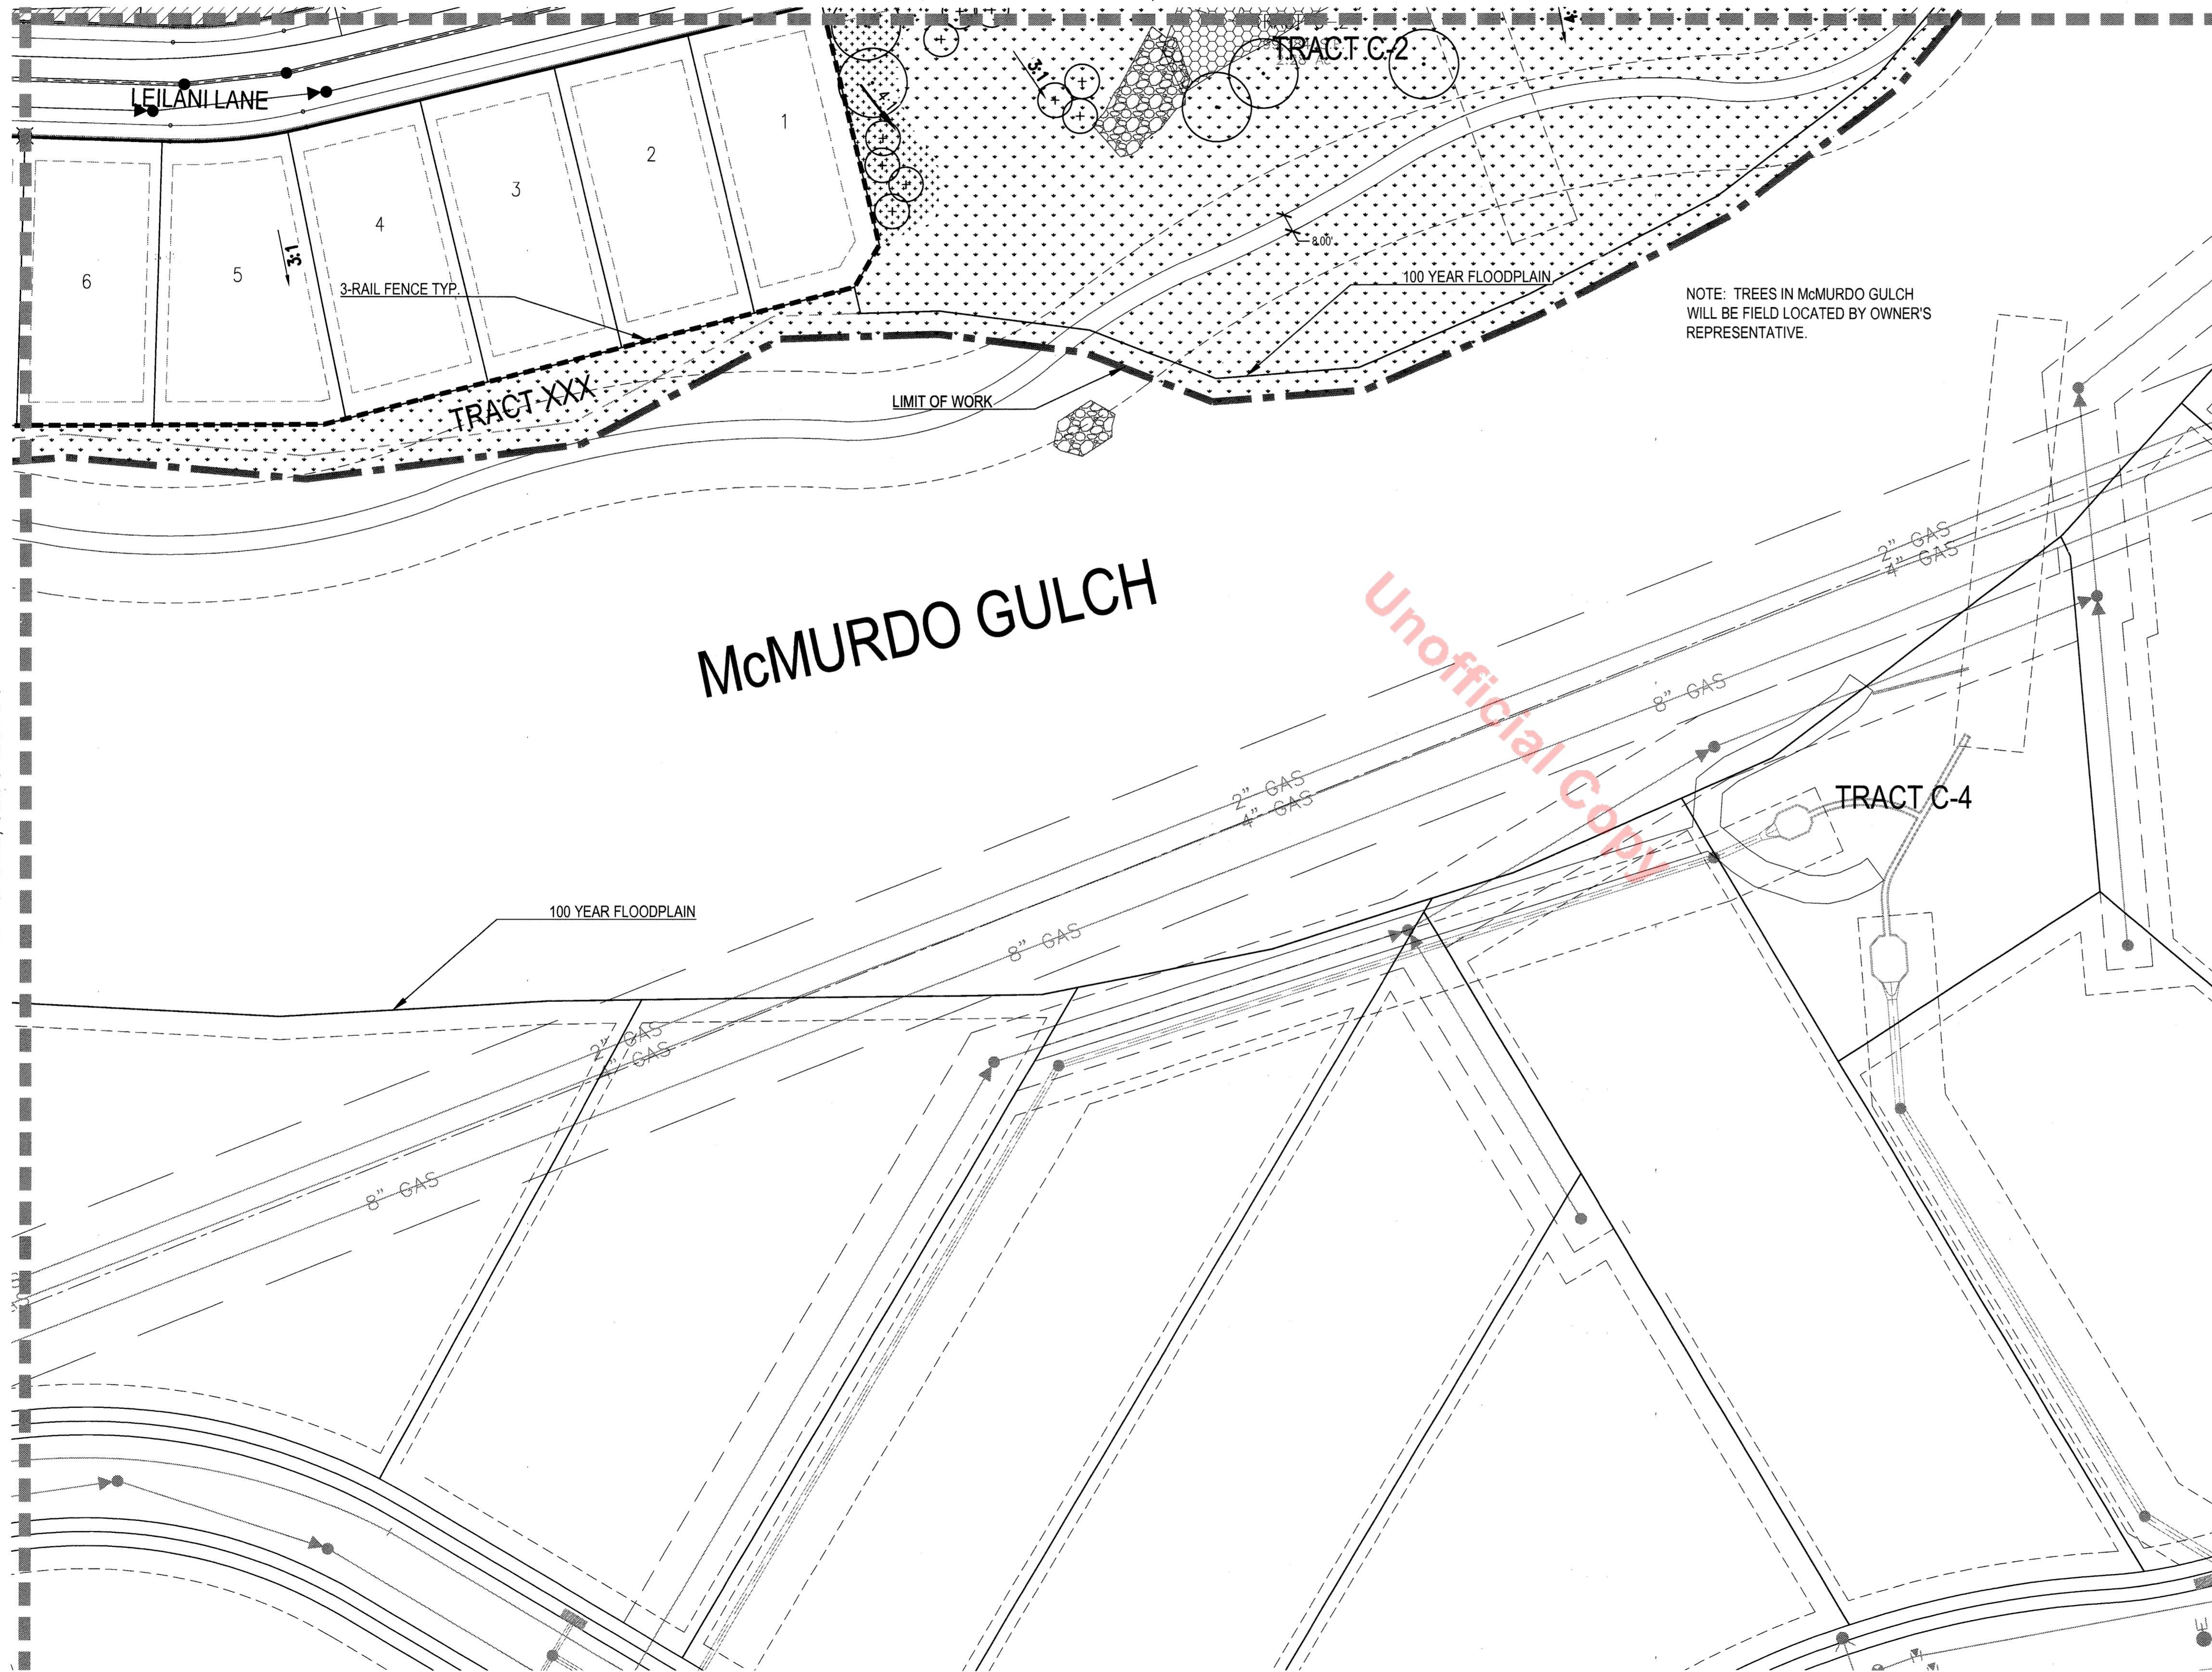 TRACT C-2
LEILANI LANE
3:1
1
2
3
4
5
6
3:1
8.00'
3-RAIL FENCE TYP.
100 YEAR FLOODPLAIN
NOTE: TREES IN McMURDO GULCH
WILL BE FIELD LOCATED BY OWNER'S
REPRESENTATIVE.
TRACT XXX
LIMIT OF WORK
2" GAS
4" GAS
McMURDO GULCH
Unofficial Copy
8" GAS
2" GAS
4" GAS
TRACT C-4
100 YEAR FLOODPLAIN
8" GAS
2" GAS
4" GAS
8" GAS